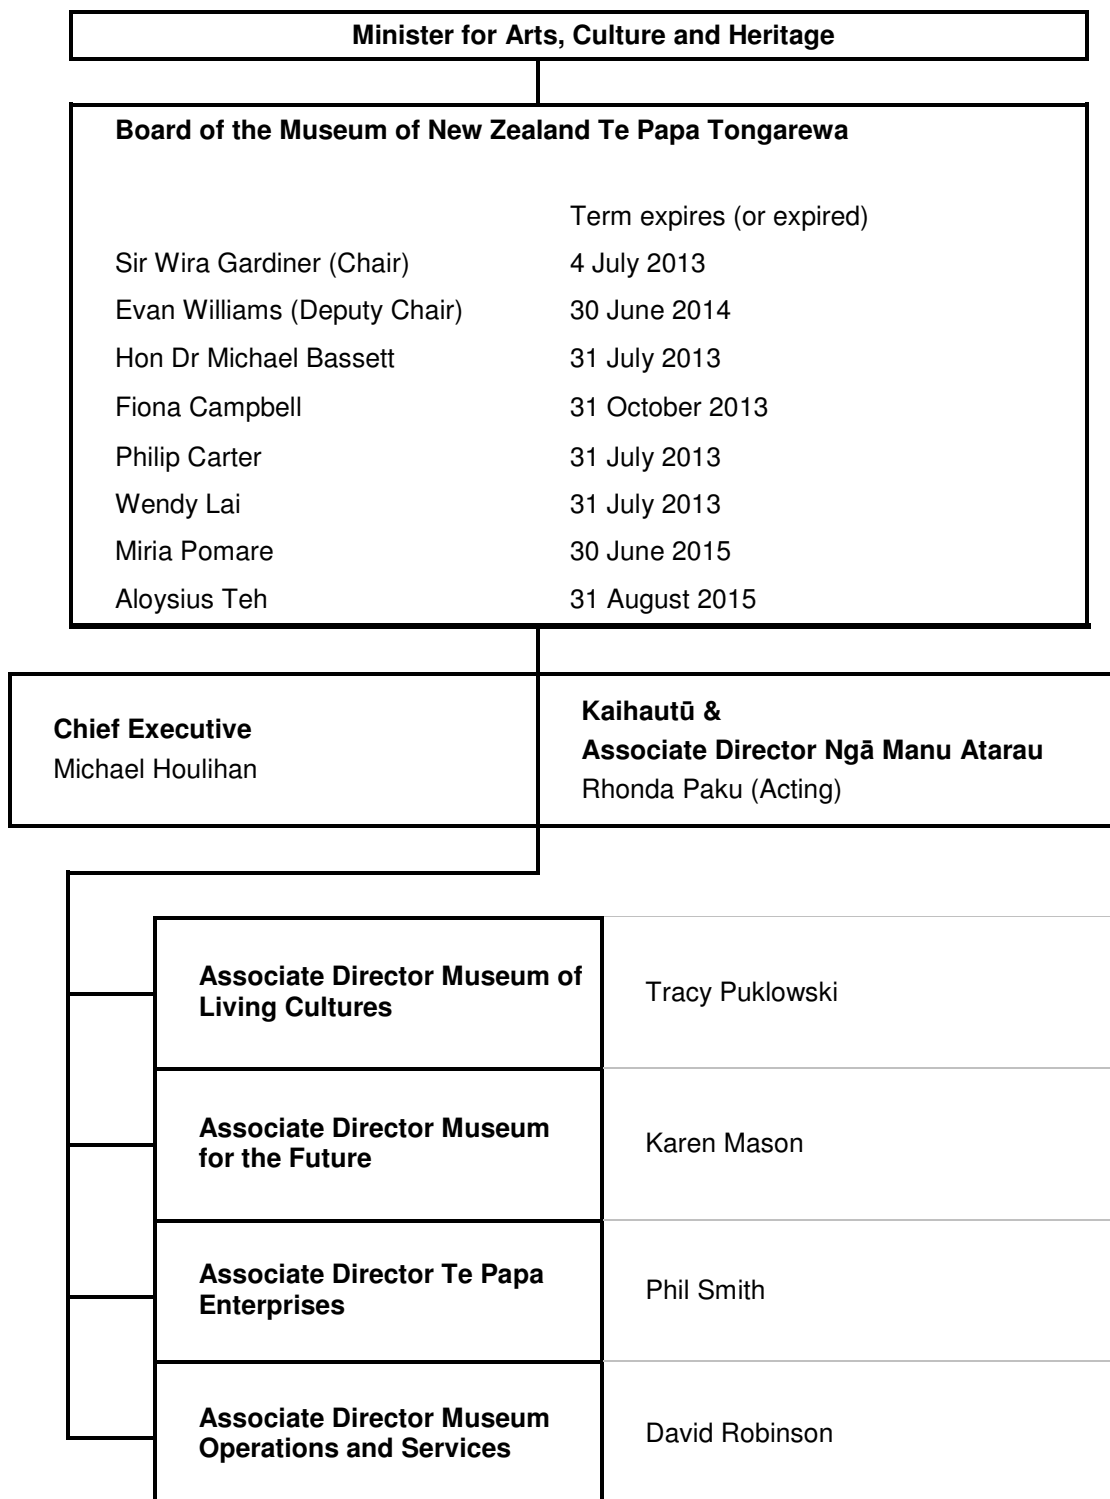 Minister for Arts, Culture and Heritage
Board of the Museum of New Zealand Te Papa Tongarewa
Term expires (or expired)
Sir Wira Gardiner (Chair) 4 July 2013
Evan Williams (Deputy Chair) 30 June 2014
Hon Dr Michael Bassett 31 July 2013
Fiona Campbell 31 October 2013
Philip Carter 31 July 2013
Wendy Lai 31 July 2013
Miria Pomare 30 June 2015
Aloysius Teh 31 August 2015
Chief Executive
Michael Houlihan
Kaihautū &
Associate Director Ngā Manu Atarau
Rhonda Paku (Acting)
Associate Director Museum of
Living Cultures
Tracy Puklowski
Associate Director Museum
for the Future
Karen Mason
Associate Director Te Papa
Enterprises
Phil Smith
Associate Director Museum
Operations and Services
David Robinson